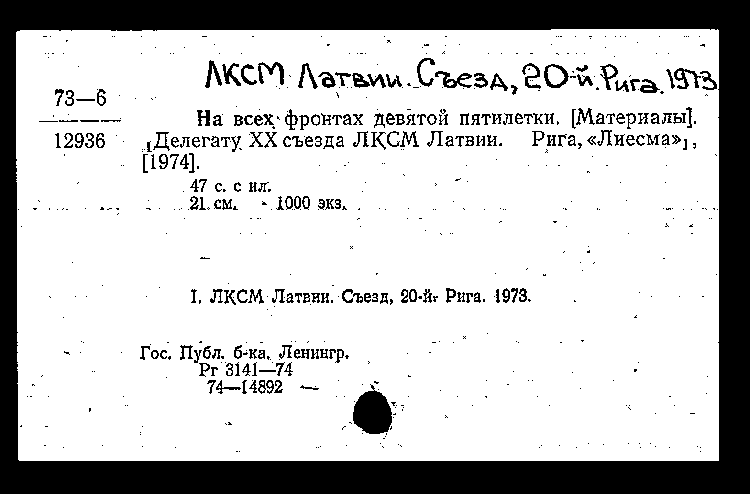 ЛКСМ Латвии. Съезд, 20-й. Рига. 1973
73—6
12936
На всех фронтах девятой пятилетки. [Материалы].
[Делегату XX съезда ЛКСМ Латвии. Рига, «Лиесма»],
[1974].
47 с. с ил.
21 см. 1000 экз.
I. ЛКСМ Латвии. Съезд, 20-й. Рига. 1973.
Гос. Публ. б-ка. Ленингр.
Рг 3141—74
74—14892